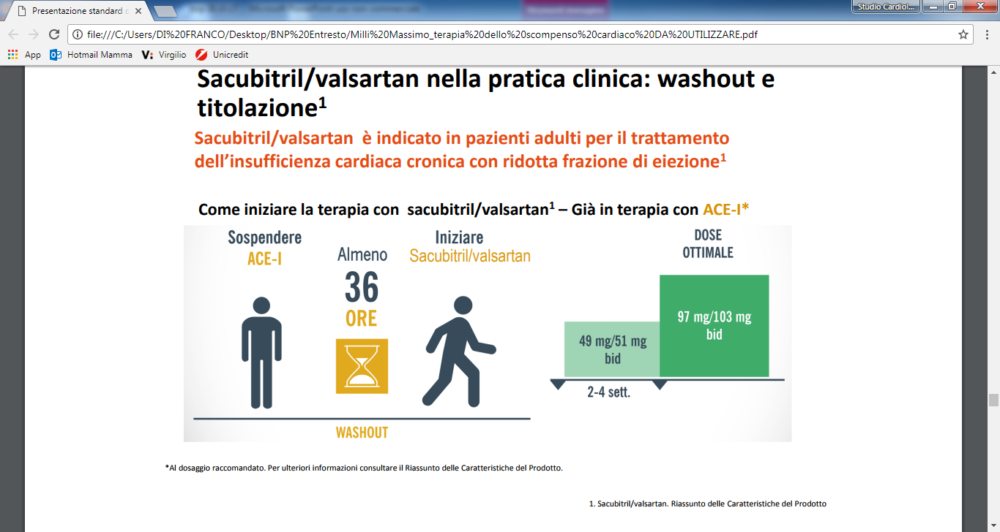 Presentazione standard d
Studio Cardiol...
file:///C:/Users/DI%20FRANCO/Desktop/BNP%20Entresto/Milli%20Massimo_terapia%20dello%20scompenso%20cardiaco%20DA%20UTILIZZARE.pdf
App Hotmail Mamma V: Virgilio Unicredit
Sacubitril/valsartan nella pratica clinica: washout e
titolazione1
Sacubitril/valsartan è indicato in pazienti adulti per il trattamento
dell’insufficienza cardiaca cronica con ridotta frazione di eiezione1
Come iniziare la terapia con sacubitril/valsartan1 – Già in terapia con ACE-I*
Sospendere
ACE-I
Almeno
36
ORE
Iniziare
Sacubitril/valsartan
WASHOUT
DOSE
OTTIMALE
49 mg/51 mg
bid
97 mg/103 mg
bid
2-4 sett.
*Al dosaggio raccomandato. Per ulteriori informazioni consultare il Riassunto delle Caratteristiche del Prodotto.
1. Sacubitril/valsartan. Riassunto delle Caratteristiche del Prodotto